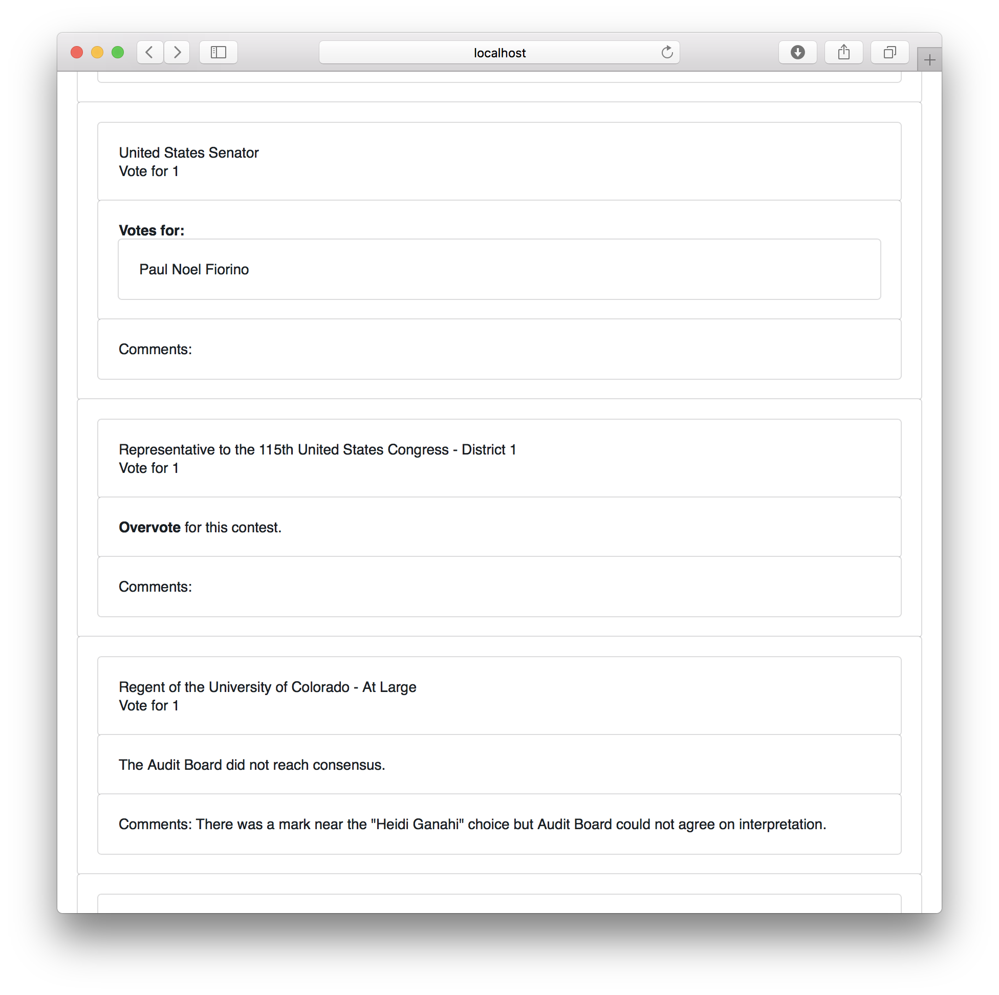 localhost
United States Senator
Vote for 1
Votes for:
Paul Noel Fiorino
Comments:
Representative to the 115th United States Congress - District 1
Vote for 1
Overvote for this contest.
Comments:
Regent of the University of Colorado - At Large
Vote for 1
The Audit Board did not reach consensus.
Comments: There was a mark near the "Heidi Ganahi" choice but Audit Board could not agree on interpretation.